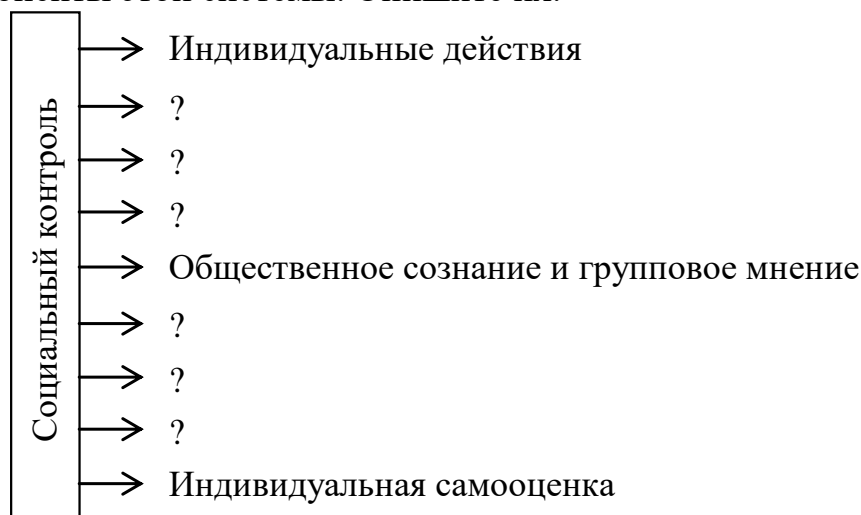 Индивидуальные действия
?
?
?
Общественное сознание и групповое мнение
?
?
?
Индивидуальная самооценка
Социальный контроль